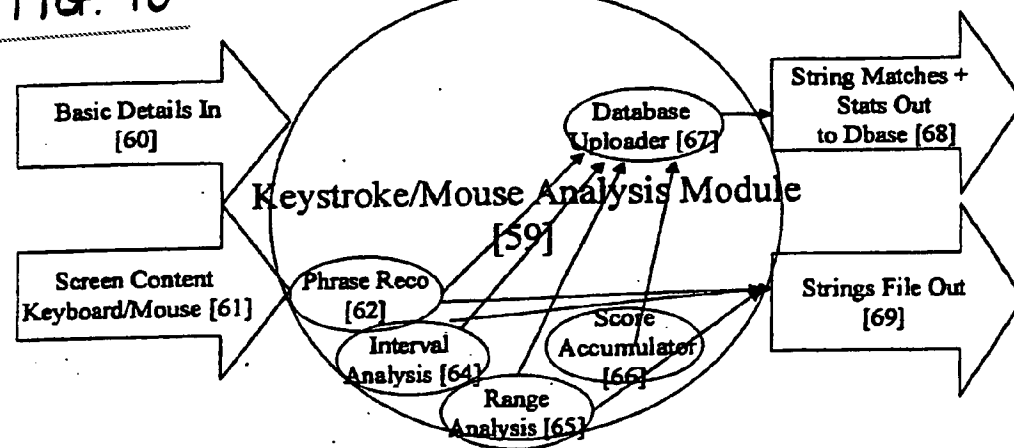 FIG. 10
Basic Details In
[60]
Screen Content
Keyboard/Mouse [61]
Keystroke/Mouse Analysis Module
[59]
Database
Uploader [67]
Phrase Reco
[62]
Interval
Analysis [64]
Range
Analysis [65]
Score
Accumulator
[66]
String Matches +
Stats Out
to Dbase [68]
Strings File Out
[69]